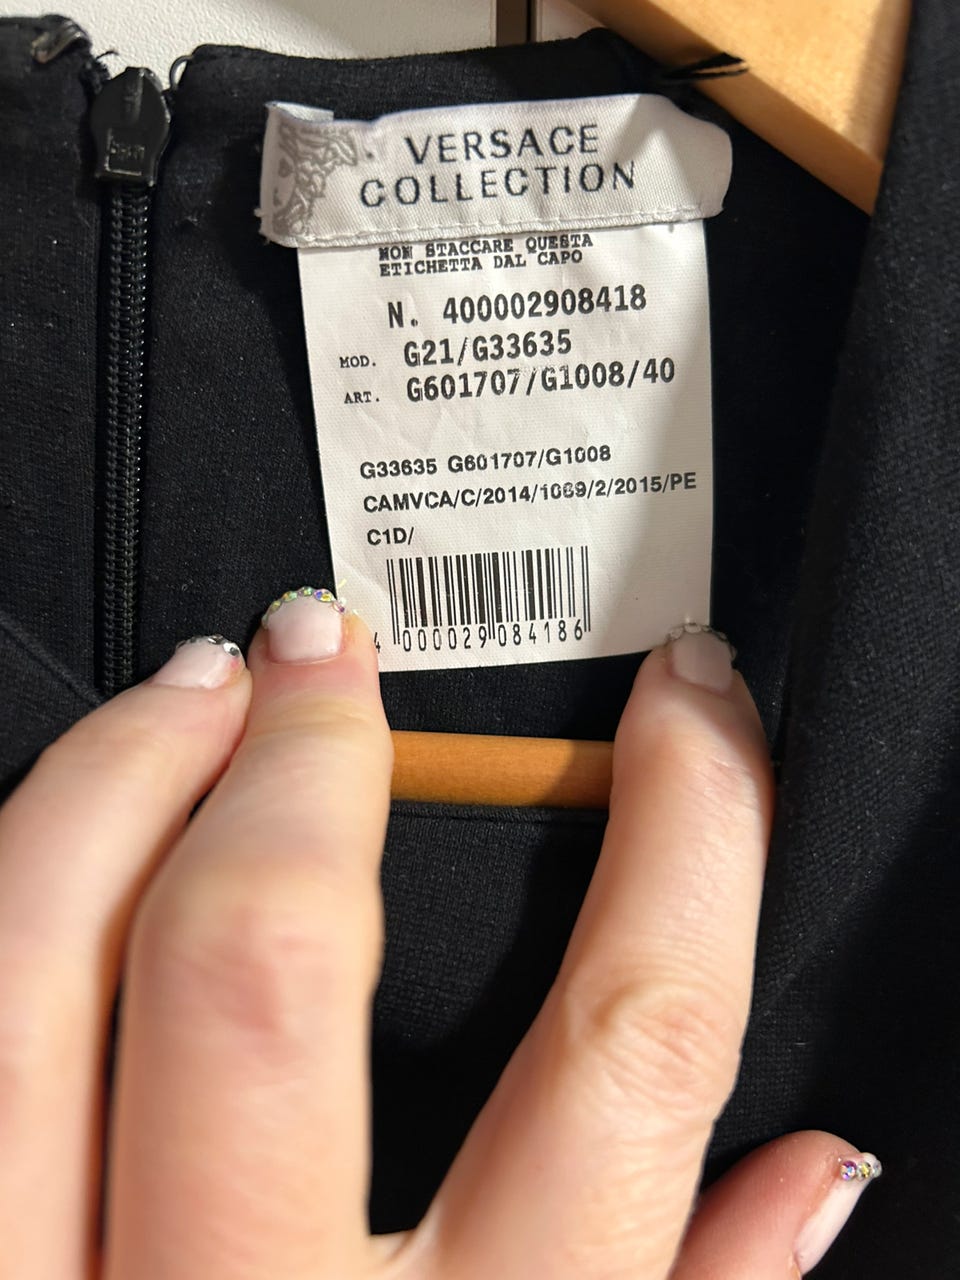 VERSACE
COLLECTION
NON STACCARE QUESTA
ETICHETTA DAL CAPO
N. 400002908418
MOD. G21/G33635
ART. G601707/G1008/40
G33635 G601707/G1008
CAMVCA/C/2014/1069/2/2015/PE
C1D/
4 000029 084186